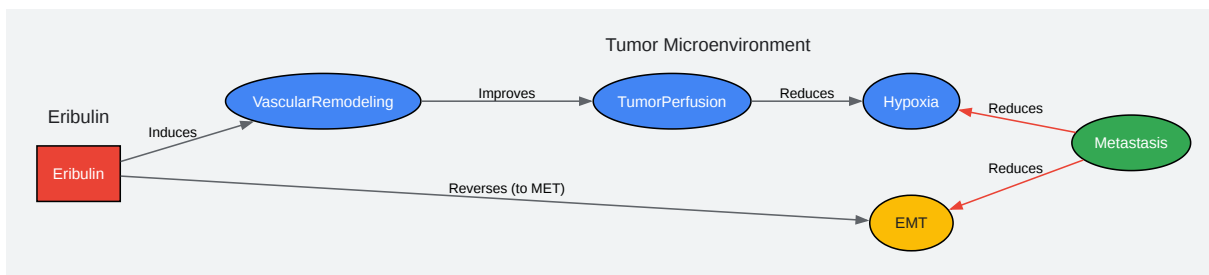 Tumor Microenvironment
Eribulin
Eribulin
Induces
VascularRemodeling
Improves
TumorPerfusion
Reduces
Hypoxia
Reduces
Metastasis
Reduces
Reverses (to MET)
EMT